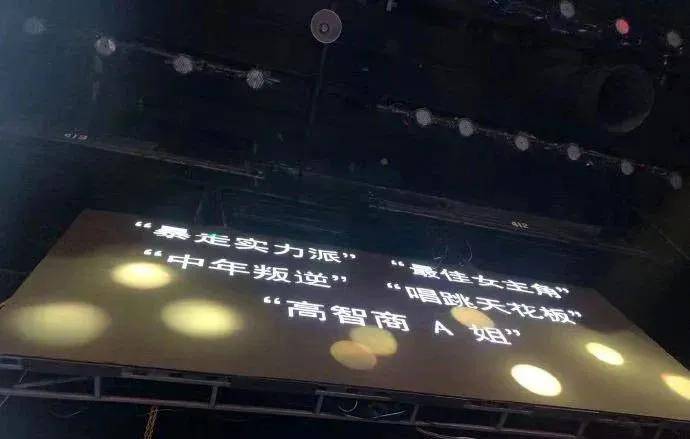 “暴走实力派” “最佳女主角”
“中年叛逆” “唱跳天花板”
“高智商 A 姐”
412